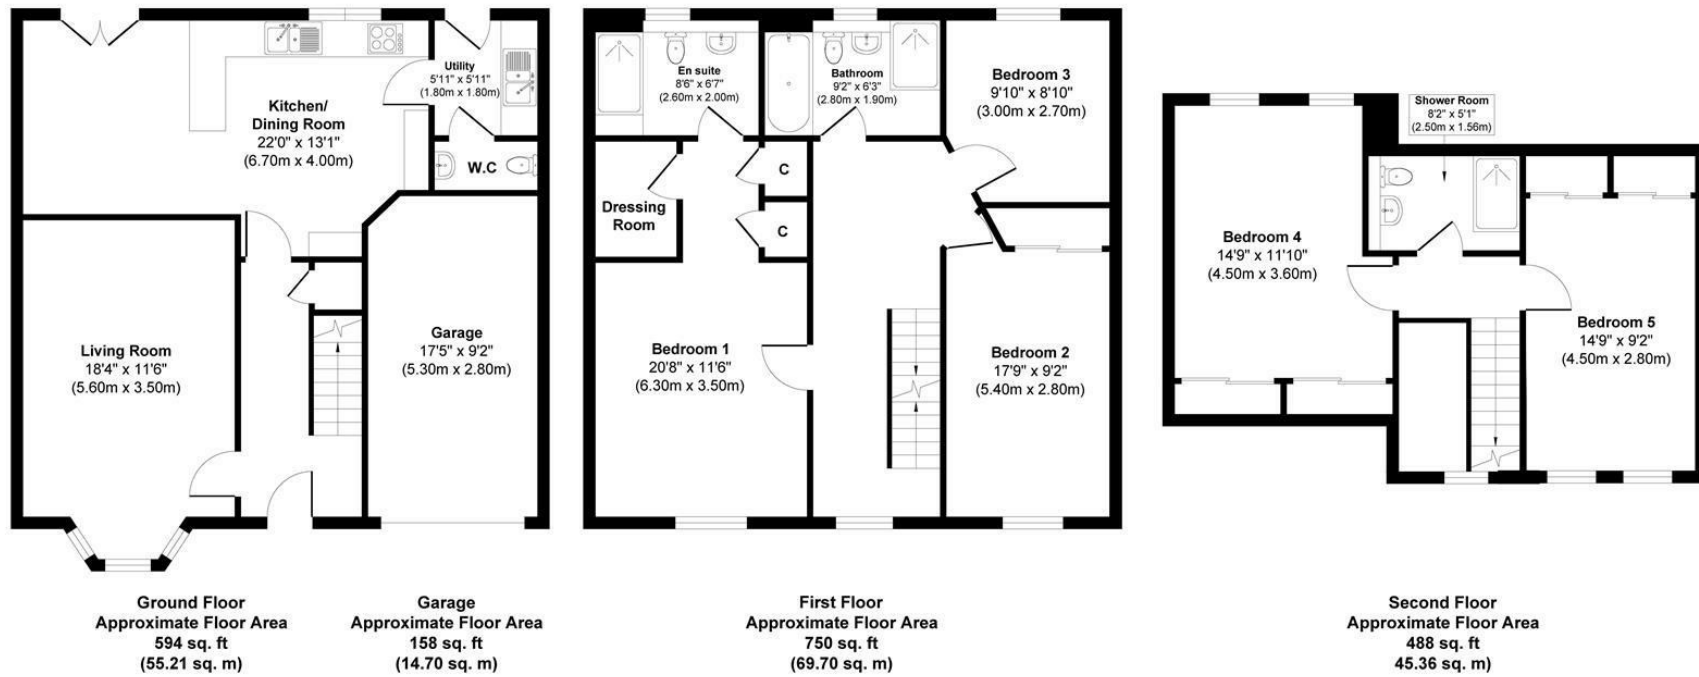 Kitchen/
Dining Room
22'0" x 13'1"
(6.70m x 4.00m)
Utility
5'11" x 5'11"
(1.80m x 1.80m)
W.C
Living Room
18'4" x 11'6"
(5.60m x 3.50m)
Garage
17'5" x 9'2"
(5.30m x 2.80m)
Ground Floor
Approximate Floor Area
594 sq. ft
(55.21 sq. m)
Garage
Approximate Floor Area
158 sq. ft
(14.70 sq. m)
En suite
8'6" x 6'7"
(2.60m x 2.00m)
Bathroom
9'2" x 6'3"
(2.80m x 1.90m)
Bedroom 3
9'10" x 8'10"
(3.00m x 2.70m)
Dressing
Room
C
C
Bedroom 1
20'8" x 11'6"
(6.30m x 3.50m)
Bedroom 2
17'9" x 9'2"
(5.40m x 2.80m)
First Floor
Approximate Floor Area
750 sq. ft
(69.70 sq. m)
Shower Room
8'2" x 5'1"
(2.50m x 1.56m)
Bedroom 4
14'9" x 11'10"
(4.50m x 3.60m)
Bedroom 5
14'9" x 9'2"
(4.50m x 2.80m)
Second Floor
Approximate Floor Area
488 sq. ft
45.36 sq. m)